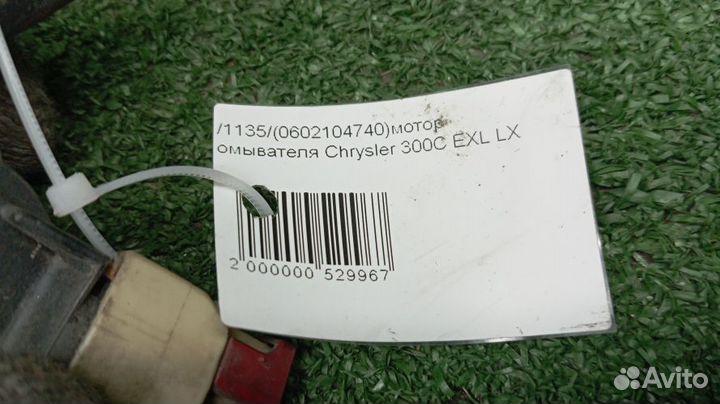 /1135/(0602104740)мотор
омывателя Chrysler 300C EXL LX
2 000000 529967
Avito